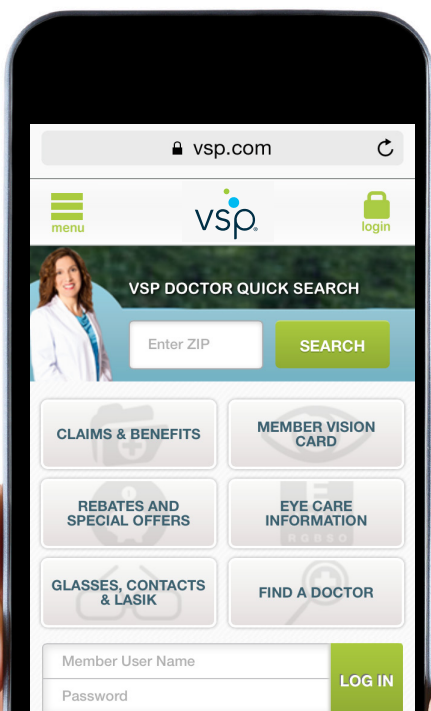 vsp.com
menu
vsp.
login
VSP DOCTOR QUICK SEARCH
Enter ZIP
SEARCH
CLAIMS & BENEFITS
MEMBER VISION
CARD
REBATES AND
SPECIAL OFFERS
EYE CARE
INFORMATION
E
R G B S O
GLASSES, CONTACTS
& LASIK
FIND A DOCTOR
Member User Name
LOG IN
Password